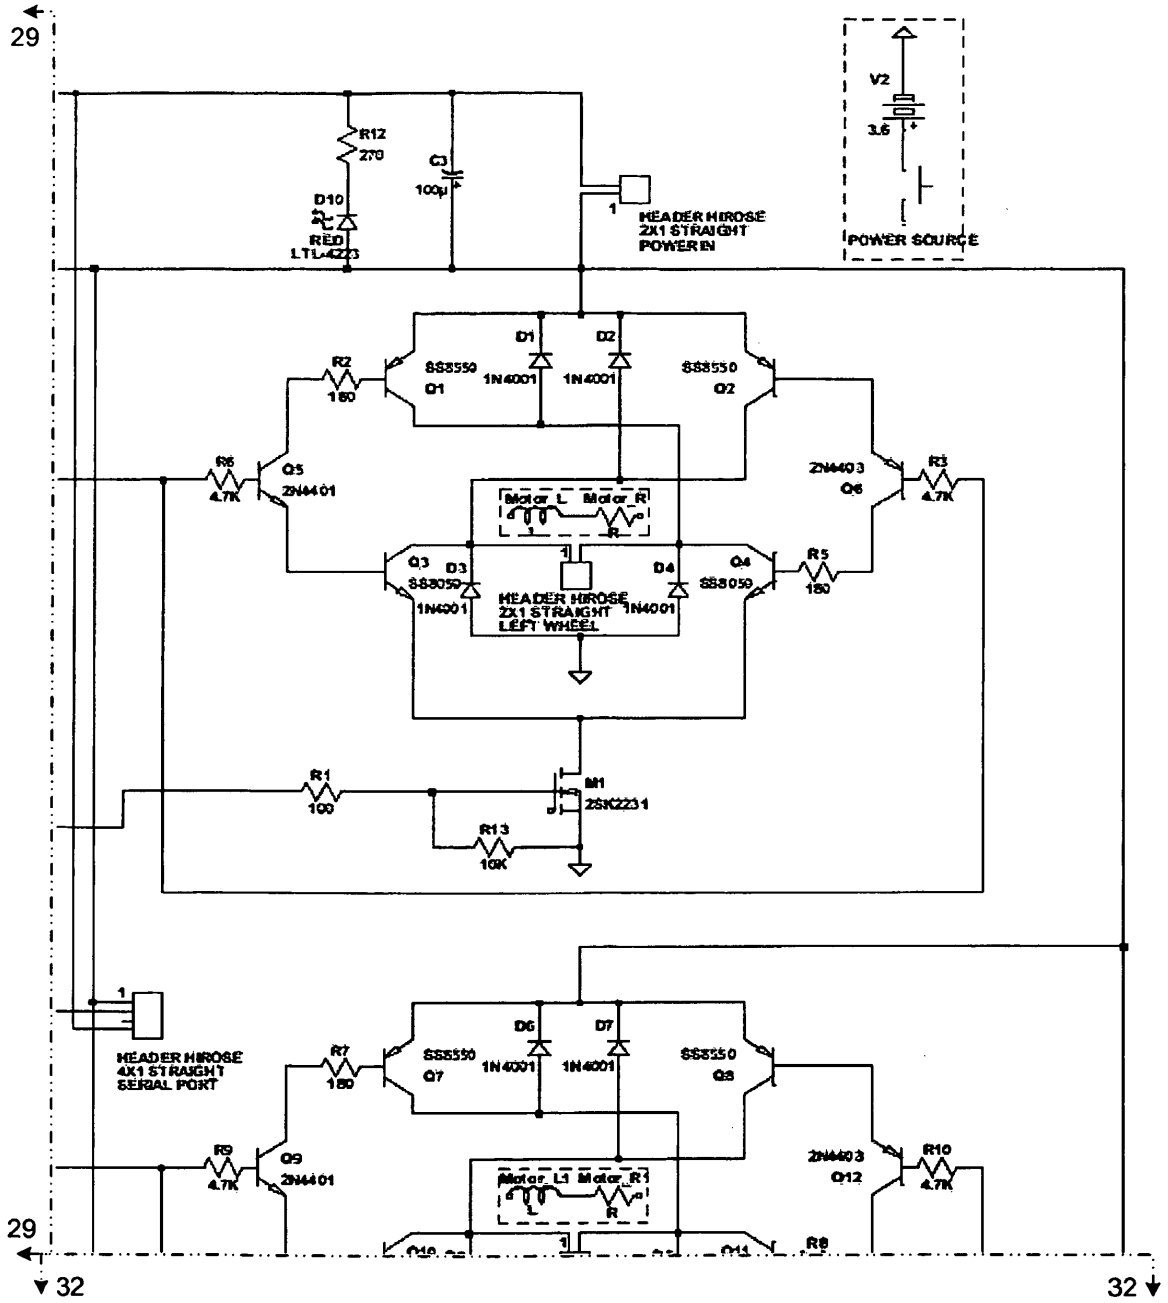 29
V2
3.6
POWER SOURCE
R12
270
C3
100µ
D10
RED
LTL-4223
1
HEADER HIROSE
2X1 STRAIGHT
POWER IN
D1
D2
R2
180
SS8550
Q1
1N4001
1N4001
SS8550
Q2
R6
4.7K
Q5
2N4401
2N4403
Q6
R3
4.7K
Motor_L Motor_R
R
Q3
SS8050
D3
1N4001
1
HEADER HIROSE
2X1 STRAIGHT
LEFT WHEEL
D4
1N4001
Q4
SS8050
R5
180
R1
100
M1
2SK2231
R13
10K
1
HEADER HIROSE
4X1 STRAIGHT
SERIAL PORT
D6
D7
R7
180
SS8550
Q7
1N4001
1N4001
SS8550
Q8
R9
4.7K
Q9
2N4401
2N4403
Q12
R10
4.7K
Motor_L1 Motor_R1
L
R
Q10
1
Q11
R8
29
32
32